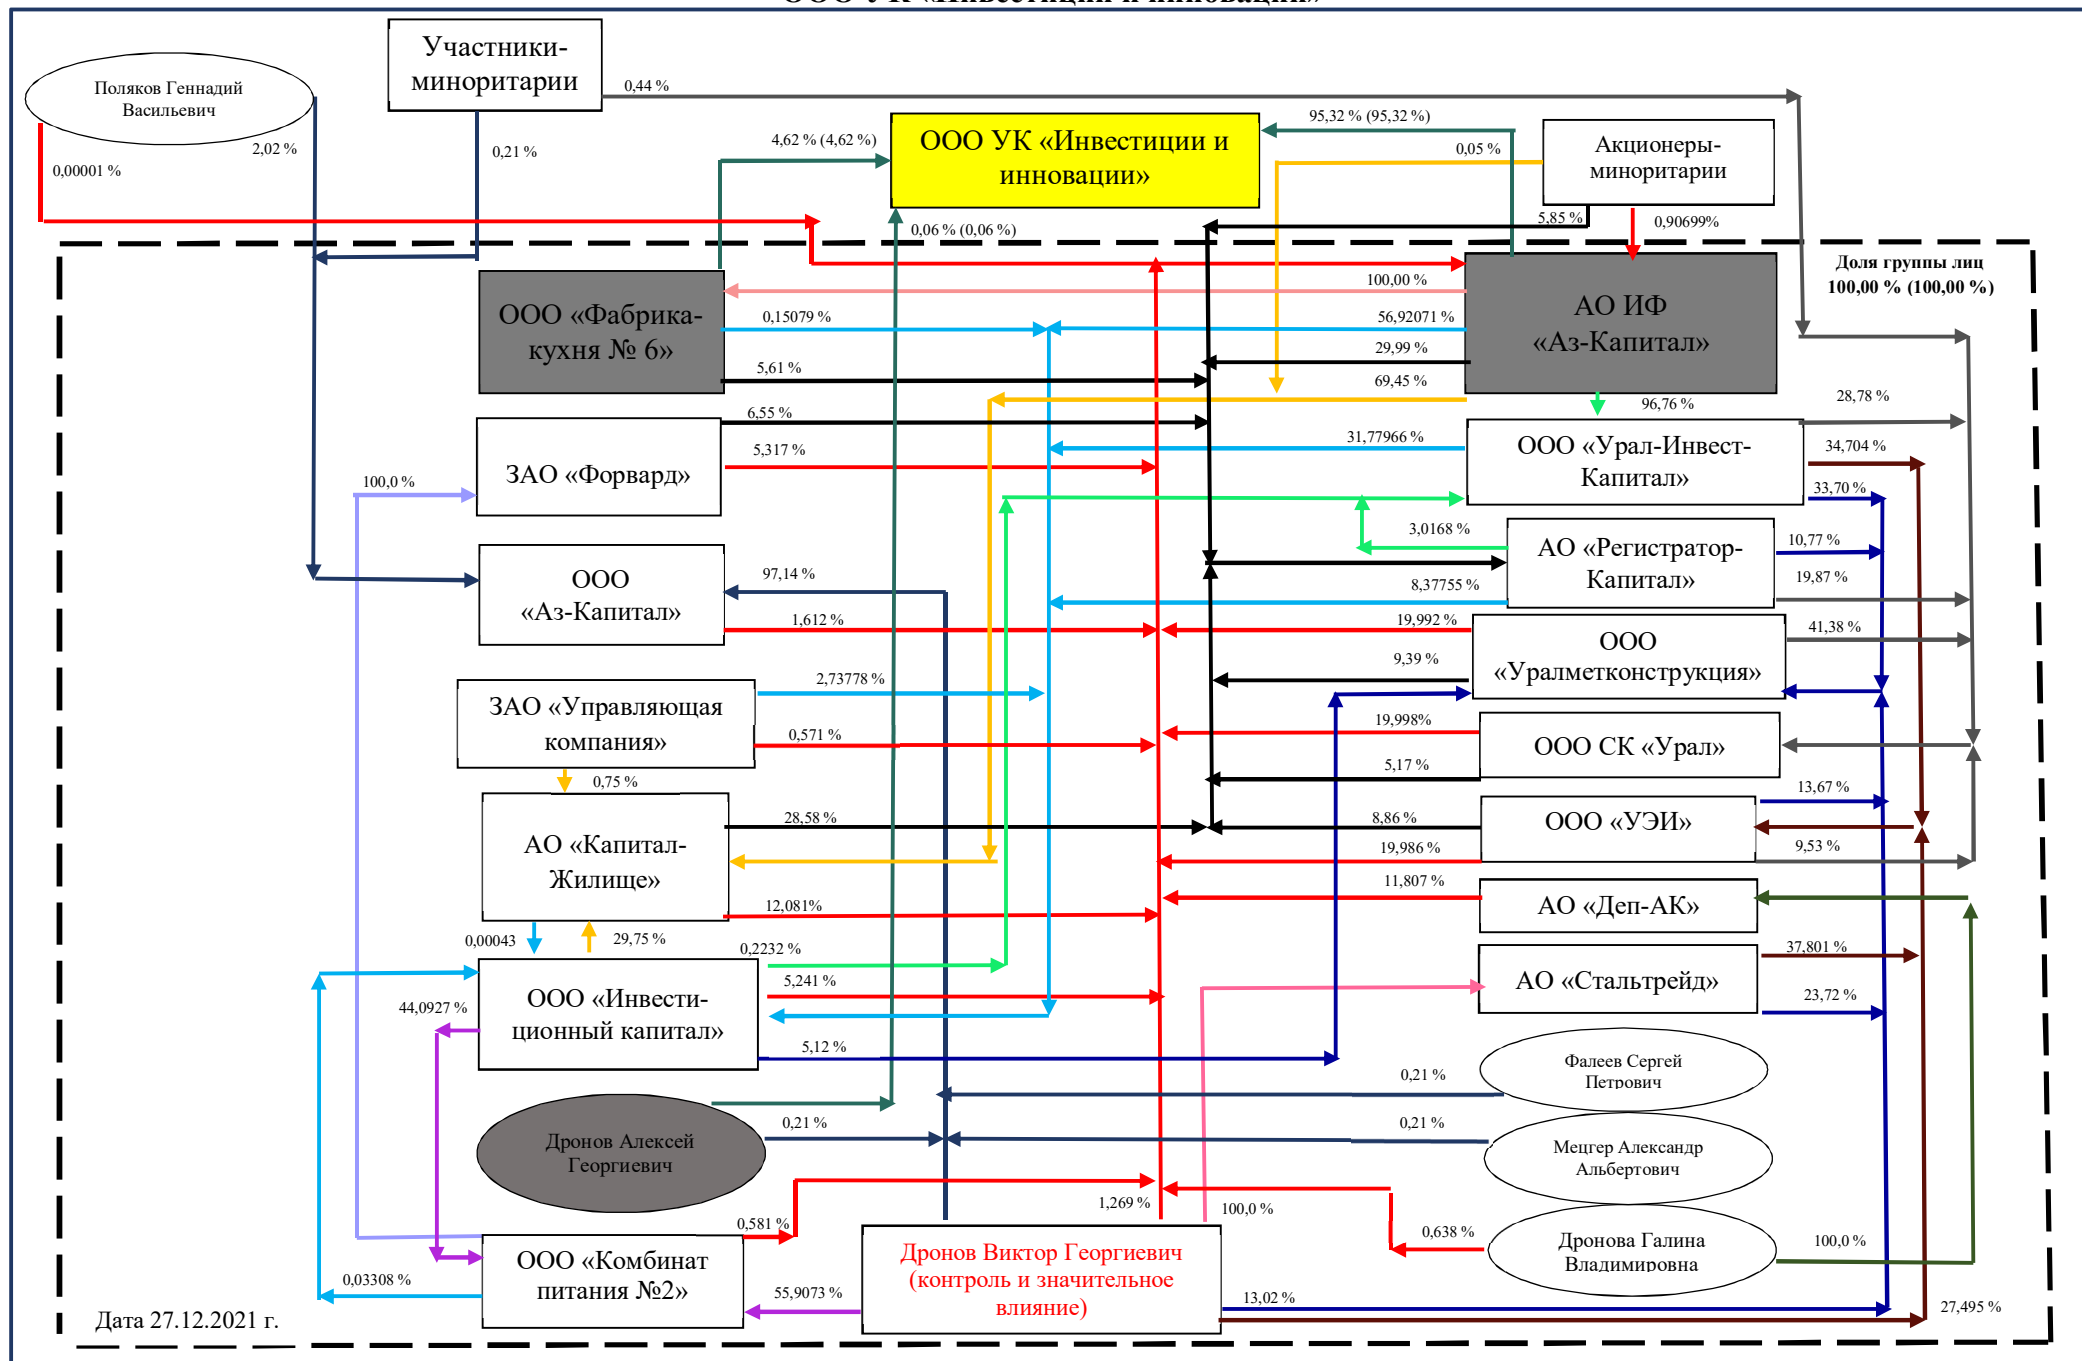 ООО УК «Инвестиции и инновации»
Участники-
миноритарии
Поляков Геннадий
Васильевич
0,44 %
95,32 % (95,32 %)
4,62 % (4,62 %)
ООО УК «Инвестиции и
инновации»
Акционеры-
миноритарии
2,02 %
0,21 %
0,05 %
0,00001 %
5,85 %
0,90699%
0,06 % (0,06 %)
Доля группы лиц
100,00 % (100,00 %)
ООО «Фабрика-
кухня № 6»
100,00 %
АО ИФ
«Аз-Капитал»
0,15079 %
56,92071 %
29,99 %
5,61 %
69,45 %
96,76 %
28,78 %
6,55 %
ЗАО «Форвард»
5,317 %
31,77966 %
ООО «Урал-Инвест-
Капитал»
34,704 %
100,0 %
33,70 %
3,0168 %
АО «Регистратор-
Капитал»
10,77 %
ООО
«Аз-Капитал»
97,14 %
8,37755 %
19,87 %
1,612 %
19,992 %
ООО
«Уралметконструкция»
41,38 %
9,39 %
2,73778 %
ЗАО «Управляющая
компания»
0,571 %
19,998%
ООО СК «Урал»
5,17 %
0,75 %
13,67 %
28,58 %
8,86 %
ООО «УЭИ»
АО «Капитал-
Жилище»
19,986 %
9,53 %
11,807 %
АО «Деп-АК»
12,081%
0,00043
29,75 %
0,2232 %
37,801 %
ООО «Инвести-
ционный капитал»
5,241 %
АО «Стальтрейд»
44,0927 %
23,72 %
5,12 %
Фалеев Сергей
Петрович
0,21 %
Дронов Алексей
Георгиевич
0,21 %
0,21 %
Мецгер Александр
Альбертович
1,269 %
100,0 %
0,581 %
0,638 %
Дронова Галина
Владимировна
100,0 %
ООО «Комбинат
питания №2»
Дронов Виктор Георгиевич
(контроль и значительное
влияние)
0,03308 %
55,9073 %
13,02 %
27,495 %
Дата 27.12.2021 г.